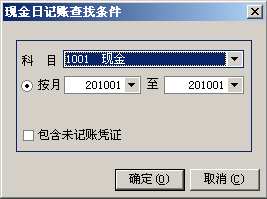 现金日记账查找条件
科 目 1001 现金
按月 201001 至 201001
包含未记账凭证
确定(O) 取消(C)